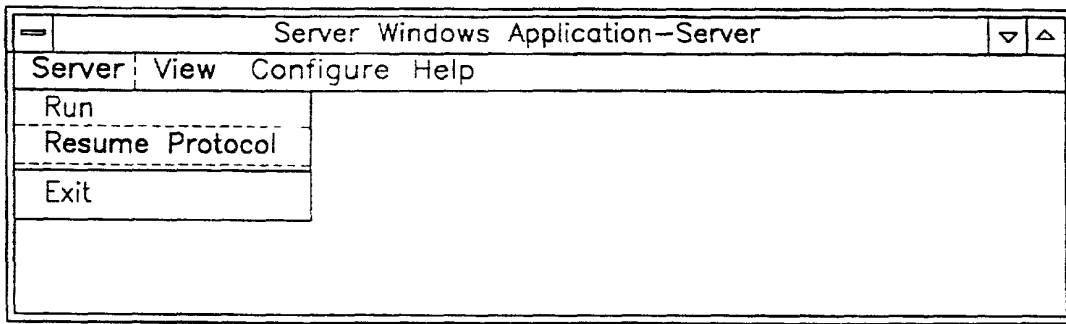 Server Windows Application-Server
Server View Configure Help
Run
Resume Protocol
Exit